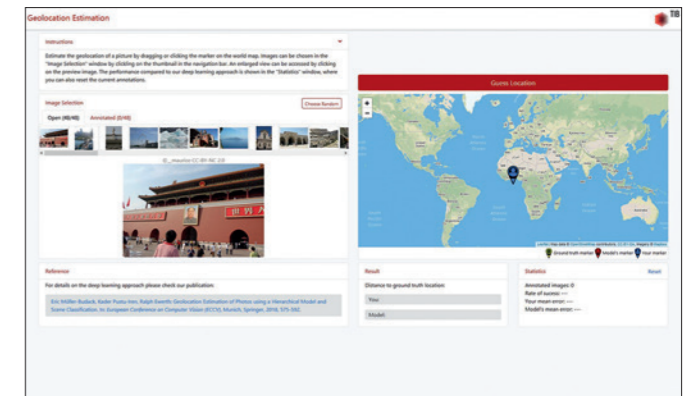 Geolocation Estimation
TIB
Instructions
Estimate the geolocation of a picture by dragging or clicking the marker on the world map. Images can be chosen in the
"Image Selection" window by clicking on the thumbnail in the navigation bar. An enlarged view can be accessed by clicking
on the preview image. The performance compared to our deep learning approach is shown in the "Statistics" window, where
you can also reset the current annotations.
Image Selection
Choose Random
Open (40/40) Annotated (0/40)
CC-BY-NC 2.0
Guess Location
+
−
Ground truth marker Model's marker Your marker
Reference
For details on the deep learning approach please check our publication:
Eric Müller-Budack, Kader Pustu-Iren, Ralph Ewerth: Geolocation Estimation of Photos using a Hierarchical Model and
Scene Classification. In: European Conference on Computer Vision (ECCV), Munich, Springer, 2018, 575-592.
Result
Distance to ground truth location:
You:
Model:
Statistics
Reset
Annotated images: 0
Rate of success: ---
Your mean error: ---
Model's mean error: ---